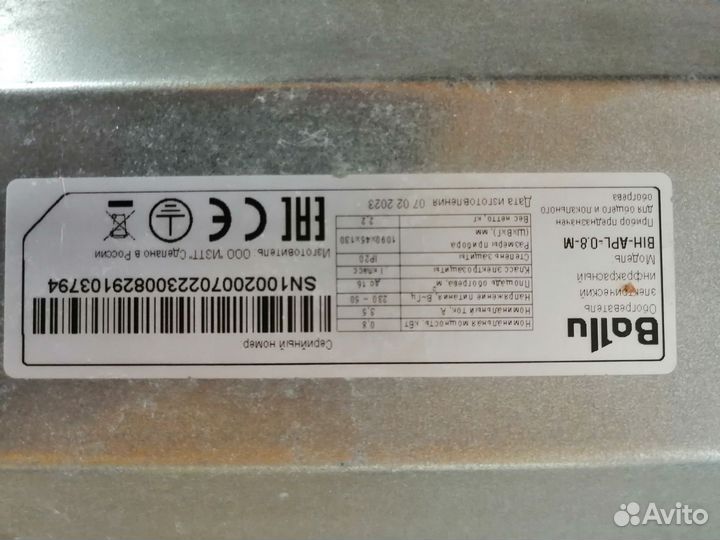 Ballu
Обогреватель
электрический
инфракрасный
Модель
BIH-APL-0.8-M
Прибор предназначен
для общего и локального
обогрева
Номинальная мощность, кВт 0.8
Номинальный ток, А 3.5
Напряжение питания, В~Гц 230 ~ 50
Площадь обогрева, м² до 16
Класс электрозащиты I класс
Степень защиты IP20
Размеры прибора
(ШхВхГ), мм 1090х45х130
Вес нетто, кг 2.2
Дата изготовления 07.02.2023
Серийный номер
SN1002007022300829103794
Изготовитель: ООО "ИЗТТ" Сделано в России
EAC CE
Avito